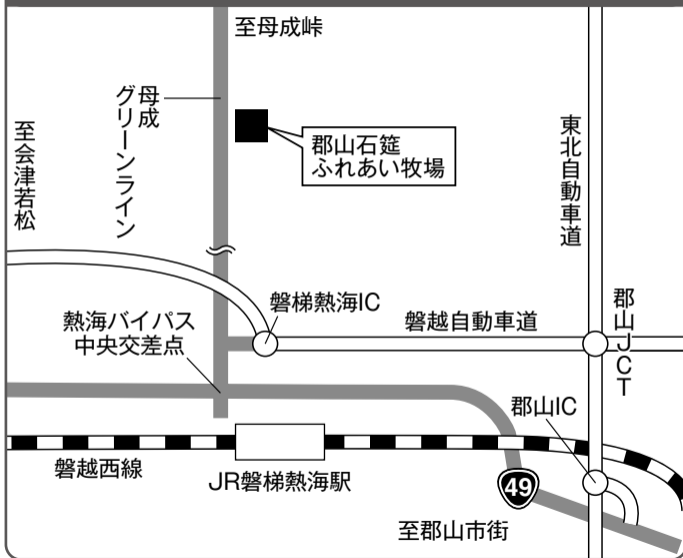 至母成峠
母成
グリーンライン
至会津若松
郡山石筵
ふれあい牧場
東北自動車道
磐梯熱海IC
磐越自動車道
郡山JCT
熱海バイパス
中央交差点
郡山IC
磐越西線
JR磐梯熱海駅
49
至郡山市街